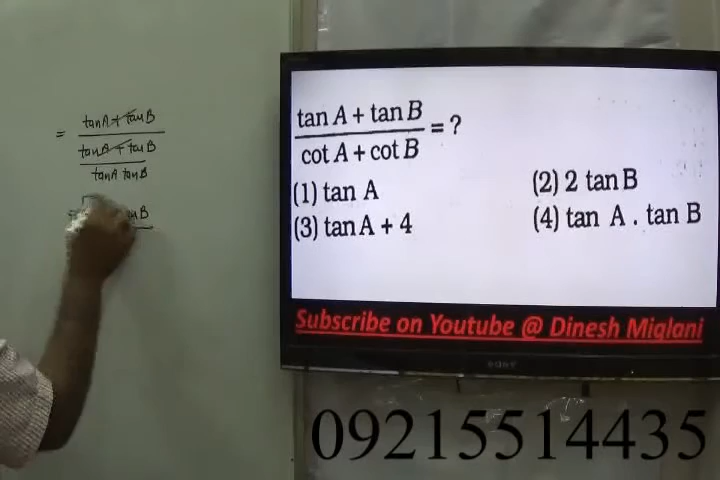 = tanA + tanB
tanA + tanB
tanA tanB
=
B
tan A + tan B
cot A + cot B
= ?
(1) tan A
(2) 2 tan B
(3) tan A + 4
(4) tan A . tan B
Subscribe on Youtube @ Dinesh Miglani
09215514435